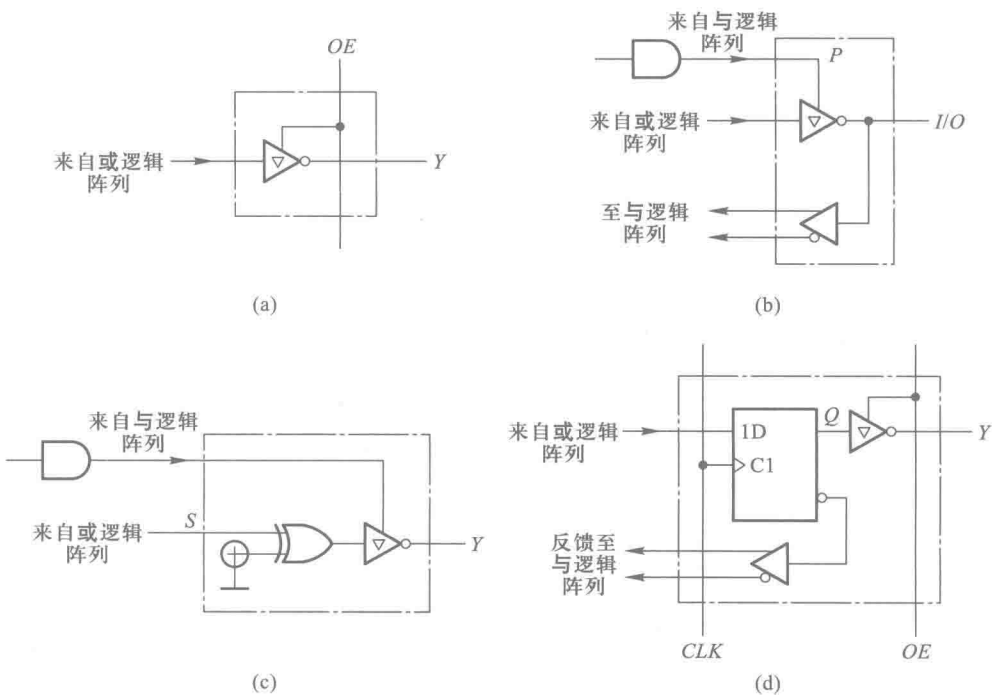 OE
来自或逻辑
阵列
Y
(a)
来自与逻辑
阵列
P
来自或逻辑
阵列
I/O
至与逻辑
阵列
(b)
来自与逻辑
阵列
来自或逻辑
阵列
S
Y
(c)
来自或逻辑
阵列
1D
C1
Q
Y
反馈至
与逻辑
阵列
CLK
OE
(d)